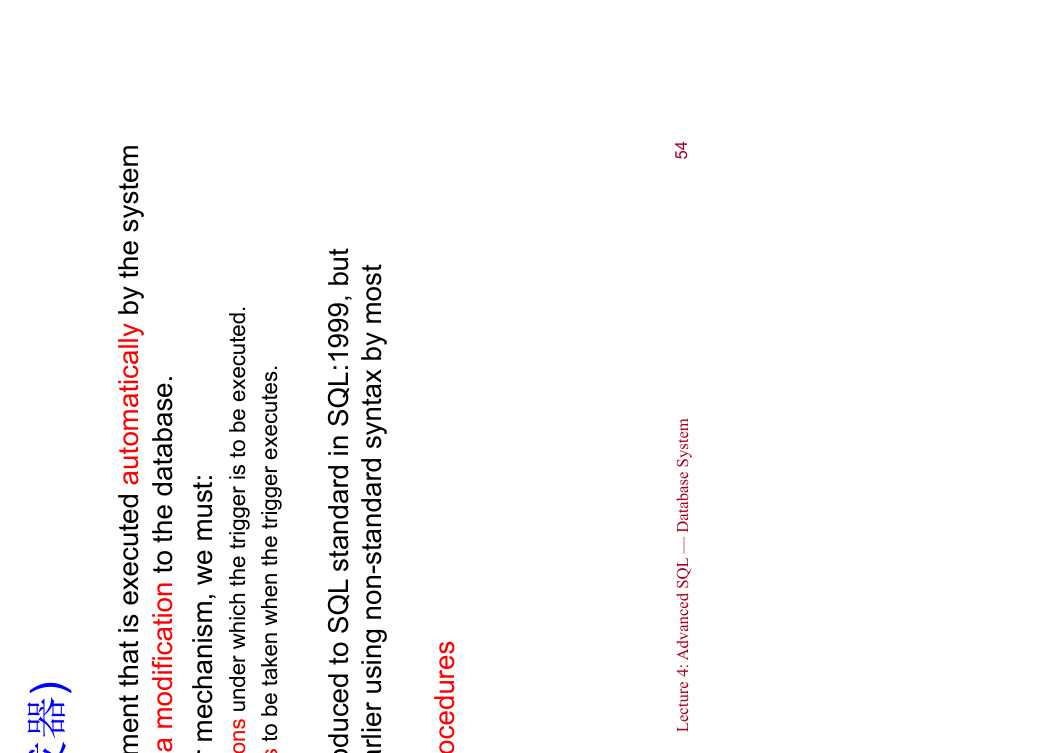 器)
ment that is executed automatically by the system
a modification to the database.
mechanism, we must:
ons under which the trigger is to be executed.
s to be taken when the trigger executes.
oduced to SQL standard in SQL:1999, but
arlier using non-standard syntax by most
ocedures
Lecture 4: Advanced SQL — Database System
54